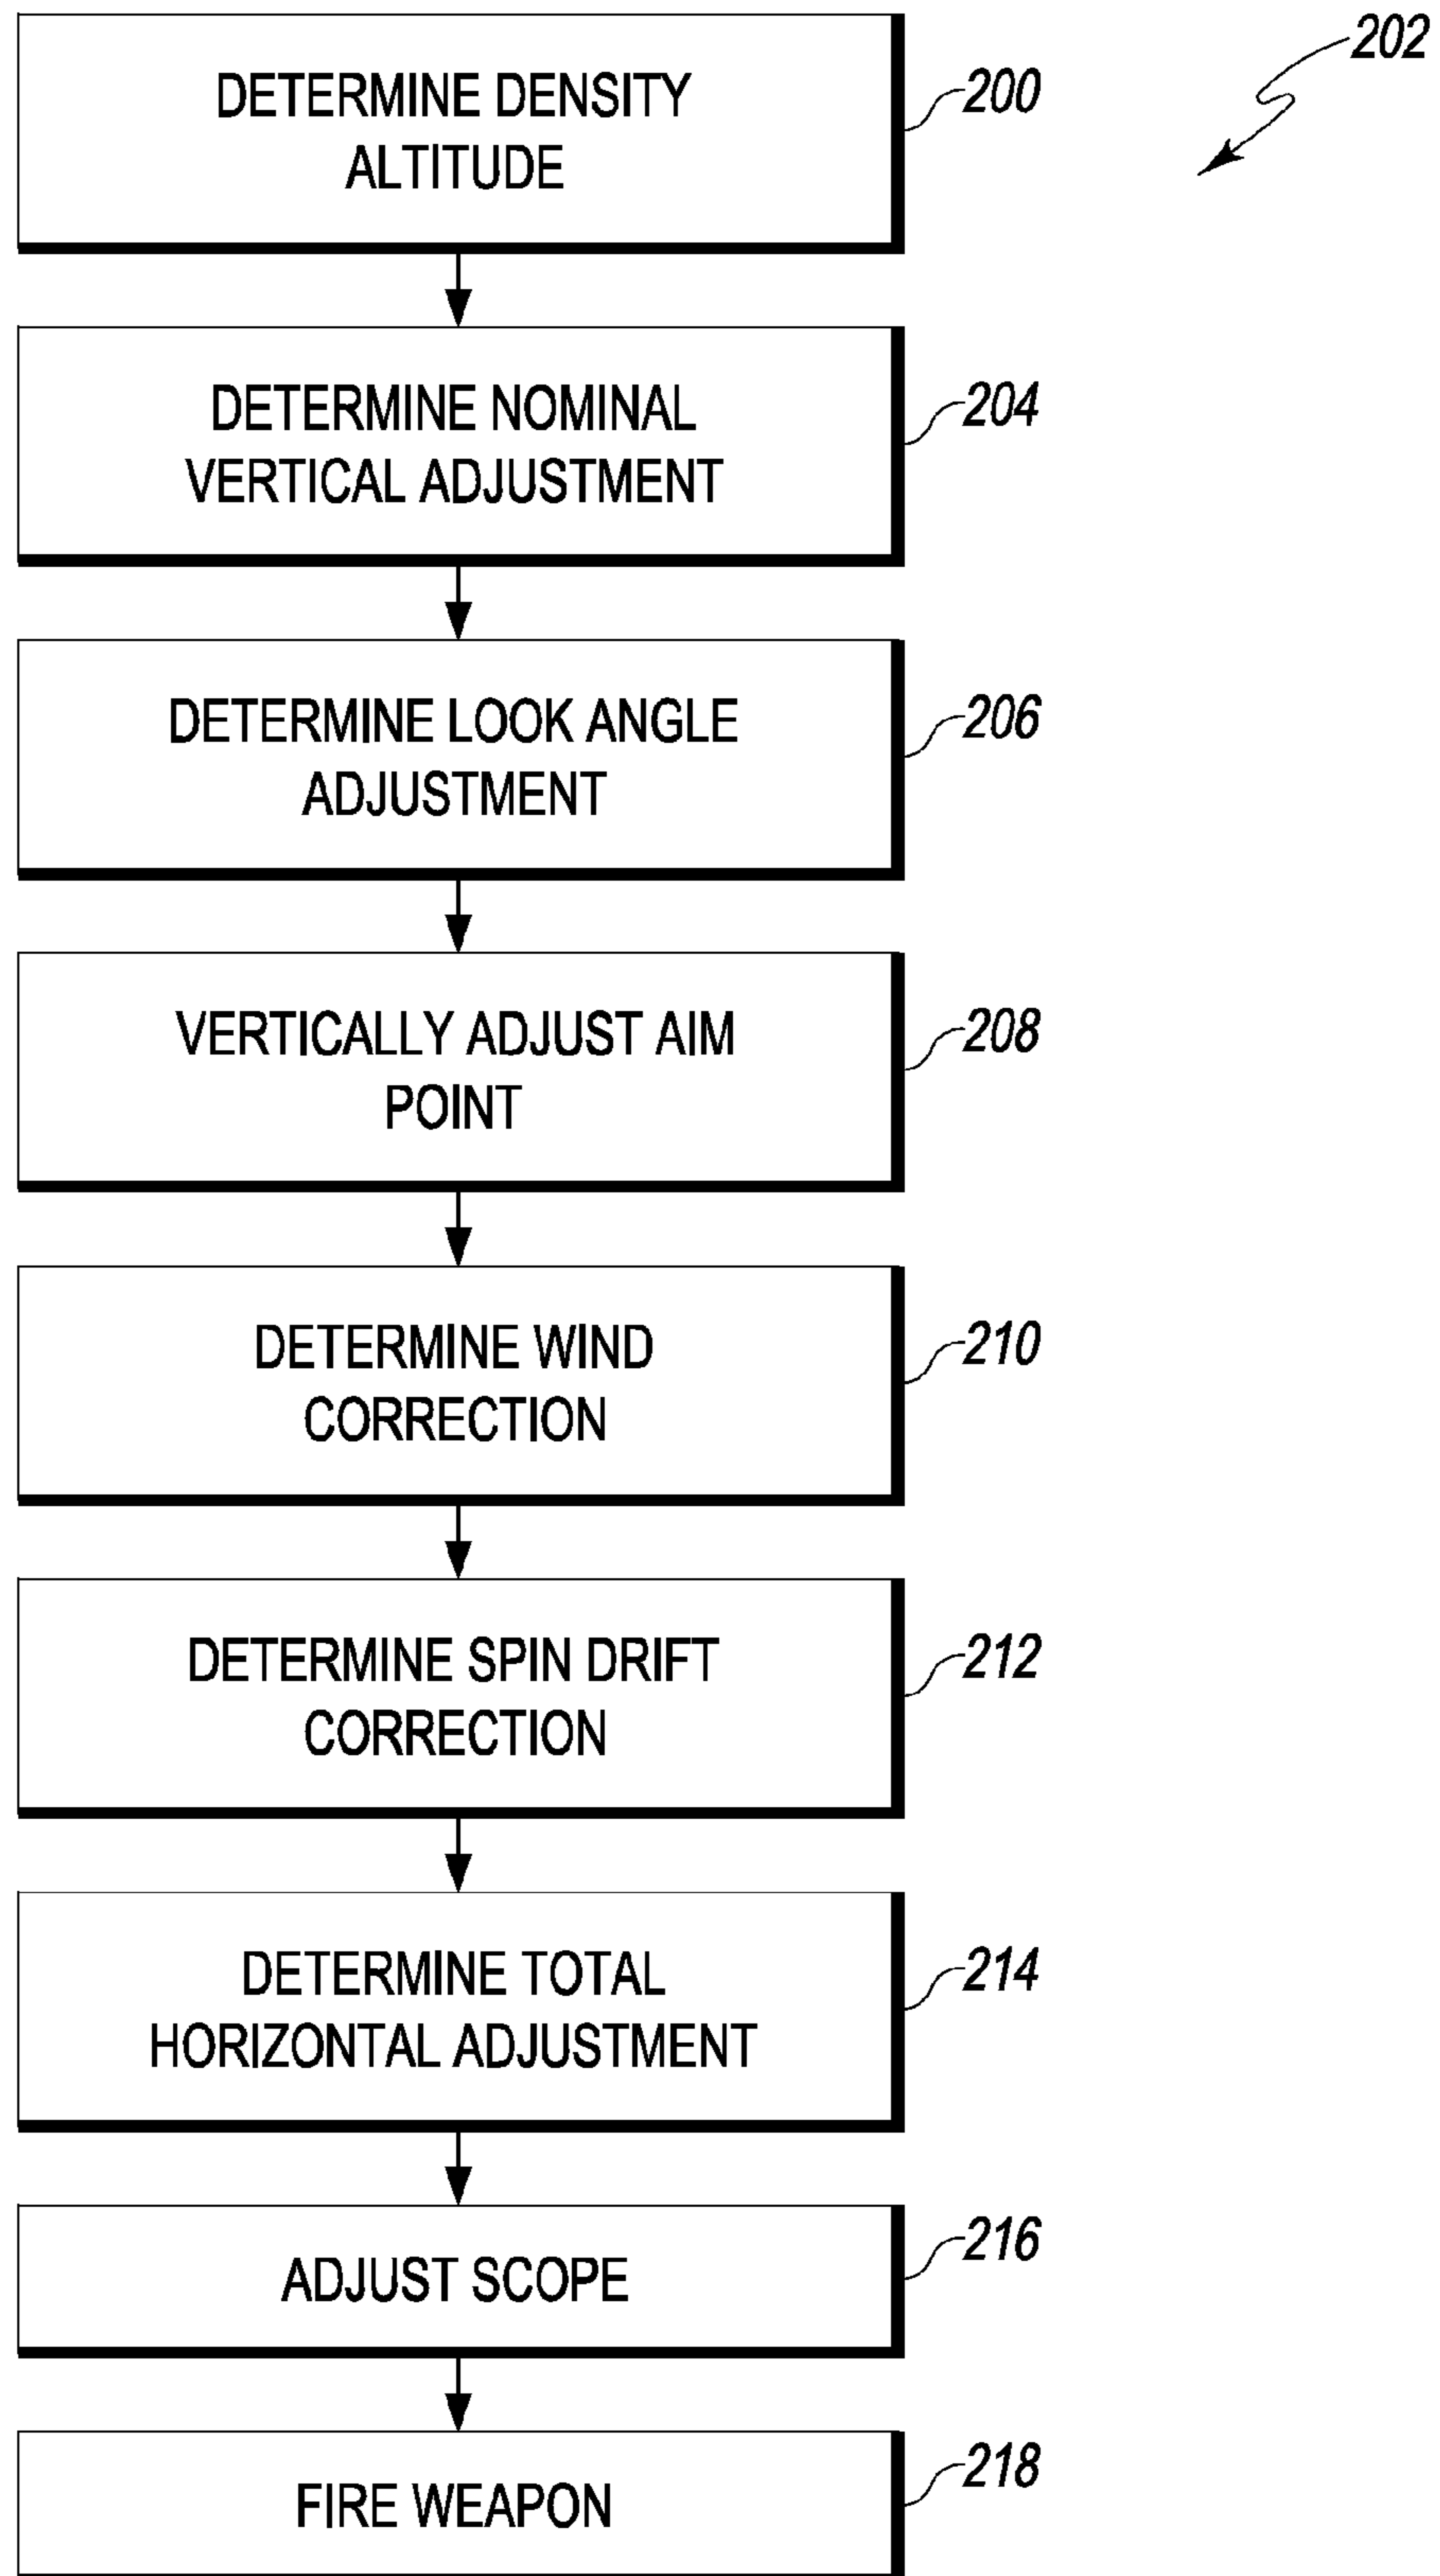 202
DETERMINE DENSITY
ALTITUDE
200
DETERMINE NOMINAL
VERTICAL ADJUSTMENT
204
DETERMINE LOOK ANGLE
ADJUSTMENT
206
VERTICALLY ADJUST AIM
POINT
208
DETERMINE WIND
CORRECTION
210
DETERMINE SPIN DRIFT
CORRECTION
212
DETERMINE TOTAL
HORIZONTAL ADJUSTMENT
214
ADJUST SCOPE
216
FIRE WEAPON
218